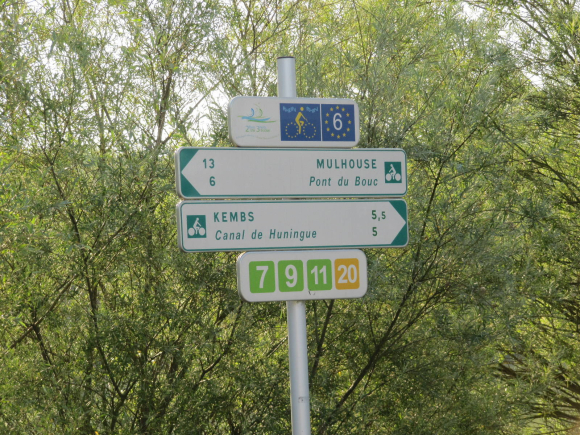 6
13 MULHOUSE
6 Pont du Bouc
KEMBS 5,5
Canal de Huningue 5
7 9 11 20